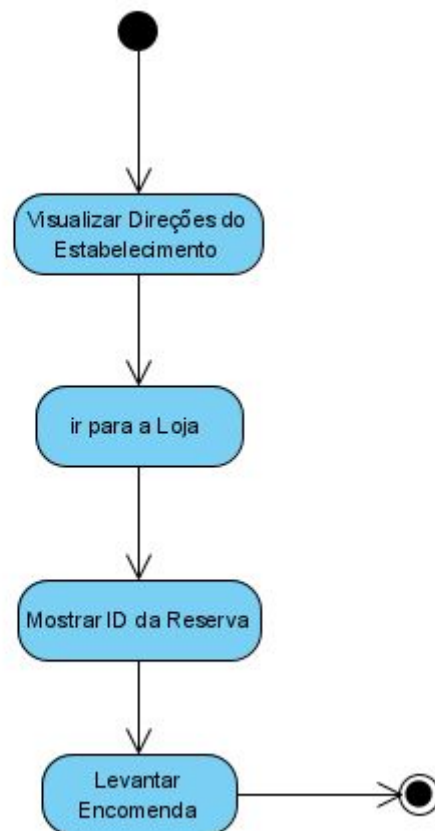 Visualizar Direções do
Estabelecimento
ir para a Loja
Mostrar ID da Reserva
Levantar
Encomenda